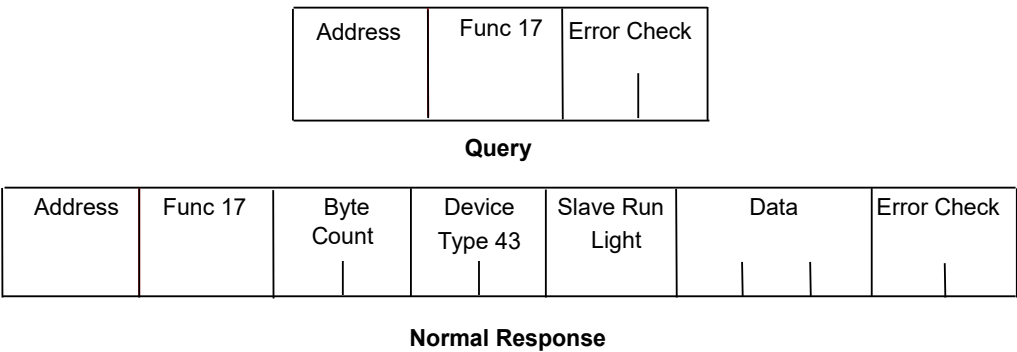 Address Func 17 Error Check
Query
Address Func 17 Byte Count Device Type 43 Slave Run Light Data Error Check
Normal Response